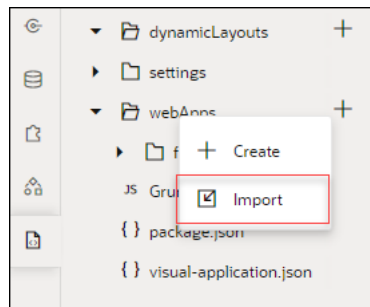 dynamicLayouts
settings
webApps
f
Create
JS Gru
Import
{ } package.json
{ } visual-application.json